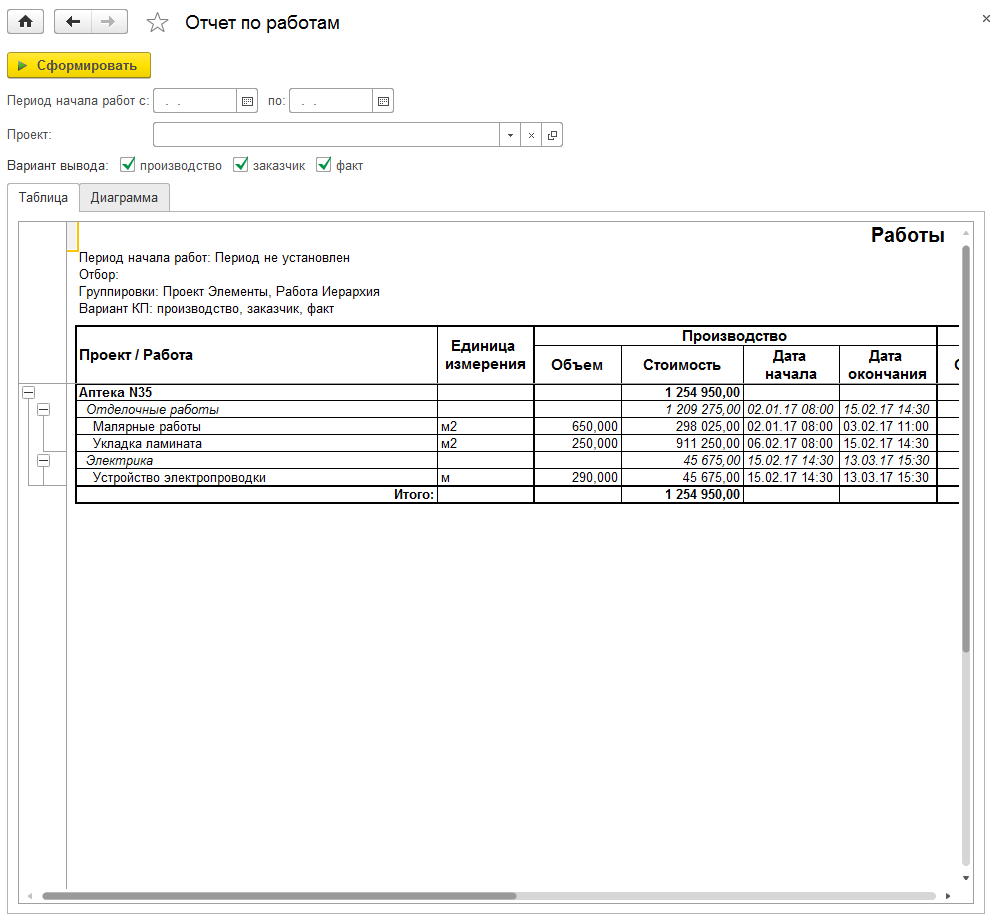 Отчет по работам
×
Сформировать
Период начала работ с: . . по: . .
Проект:
Вариант вывода: производство заказчик факт
Таблица Диаграмма
Работы
Период начала работ: Период не установлен
Отбор:
Группировки: Проект Элементы, Работа Иерархия
Вариант КП: производство, заказчик, факт
Проект / Работа Единица измерения Производство
Объем Стоимость Дата начала Дата окончания
Аптека N35 1 254 950,00
Отделочные работы 1 209 275,00 02.01.17 08:00 15.02.17 14:30
Малярные работы м2 650,000 298 025,00 02.01.17 08:00 03.02.17 11:00
Укладка ламината м2 250,000 911 250,00 06.02.17 08:00 15.02.17 14:30
Электрика 45 675,00 15.02.17 14:30 13.03.17 15:30
Устройство электропроводки м 290,000 45 675,00 15.02.17 14:30 13.03.17 15:30
Итого: 1 254 950,00